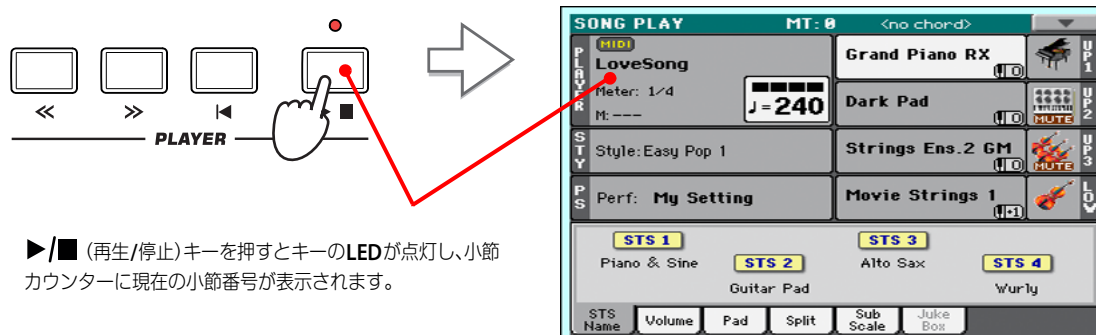 ≪ ≫ |◀ ▶/■
PLAYER
▶/■ (再生/停止)キーを押すとキーのLEDが点灯し、小節
カウンターに現在の小節番号が表示されます。
SONG PLAY MT: 0 <no chord>
PLAYER
MIDI
LoveSong
Meter: 1/4
M: ---
♩=240
STY
Style:Easy Pop 1
PS
Perf: My Setting
Grand Piano RX
0
UP1
Dark Pad
0
MUTE
UP2
Strings Ens.2 GM
0
MUTE
UP3
Movie Strings 1
+1
LOW
STS 1
Piano & Sine
STS 2
Guitar Pad
STS 3
Alto Sax
STS 4
Wurly
STS Name
Volume
Pad
Split
Sub Scale
Juke Box